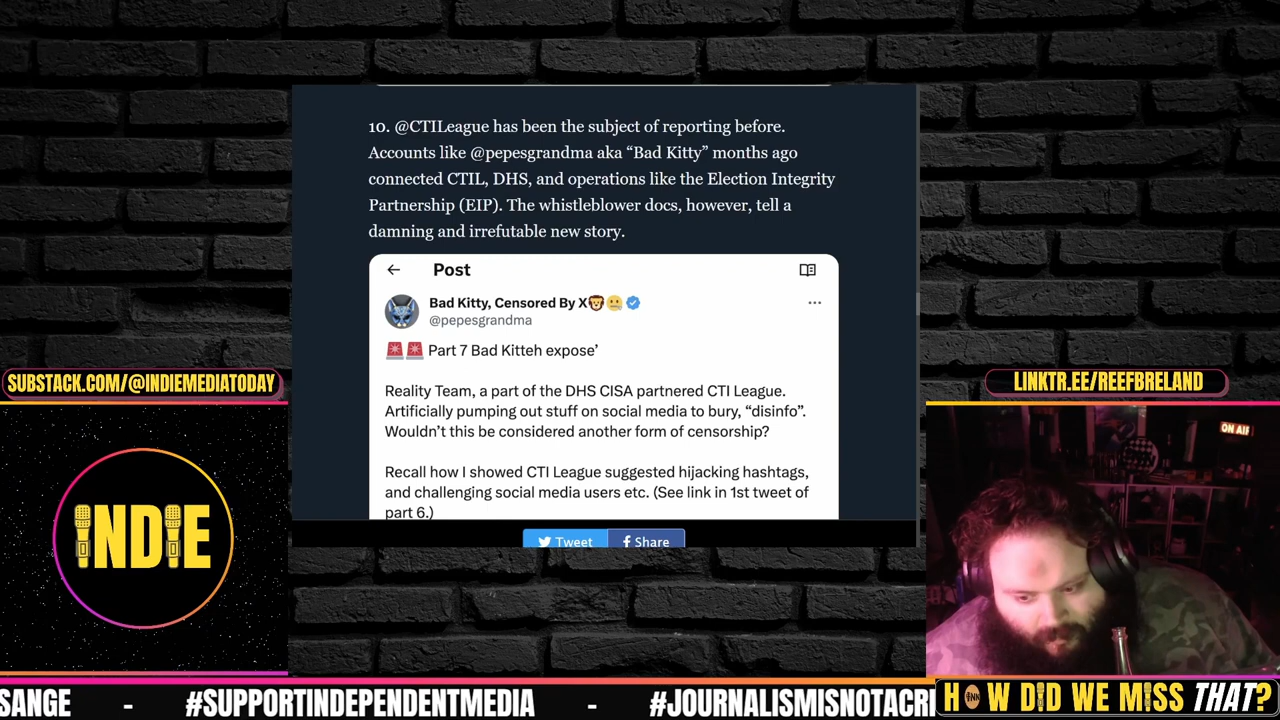 10. @CTILeague has been the subject of reporting before.
Accounts like @pepesgrandma aka “Bad Kitty” months ago
connected CTIL, DHS, and operations like the Election Integrity
Partnership (EIP). The whistleblower docs, however, tell a
damning and irrefutable new story.
Post
Bad Kitty, Censored By X🦁🤐
@pepesgrandma
🚨🚨 Part 7 Bad Kitteh expose’
Reality Team, a part of the DHS CISA partnered CTI League.
Artificially pumping out stuff on social media to bury, “disinfo”.
Wouldn’t this be considered another form of censorship?
Recall how I showed CTI League suggested hijacking hashtags,
and challenging social media users etc. (See link in 1st tweet of
part 6.)
Tweet
Share
SUBSTACK.COM/@INDIEMEDIATODAY
INDIE
LINKTR.EE/REEFBRELAND
ON AIR
SANGE - #SUPPORTINDEPENDENTMEDIA - #JOURNALISMISNOTACRI
HOW DID WE MISS THAT?